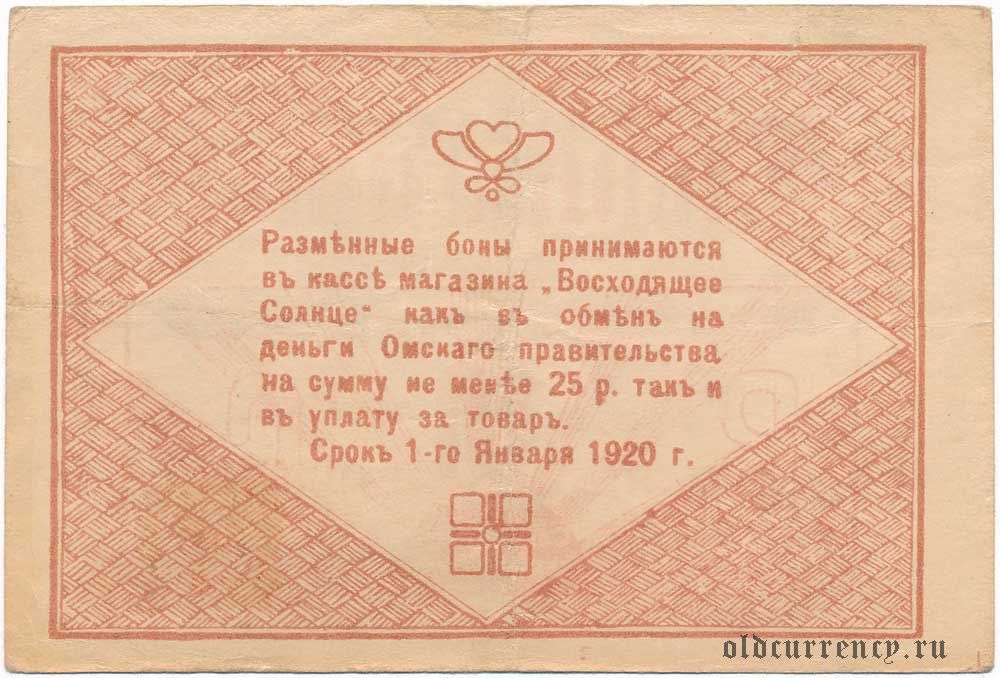 Размѣнные боны принимаются
въ кассѣ магазина „Восходящее
Солнце“ какъ въ обмѣнъ на
деньги Омскаго правительства
на сумму не менѣе 25 р. такъ и
въ уплату за товаръ.
Срокъ 1-го Января 1920 г.
oldcurrency.ru